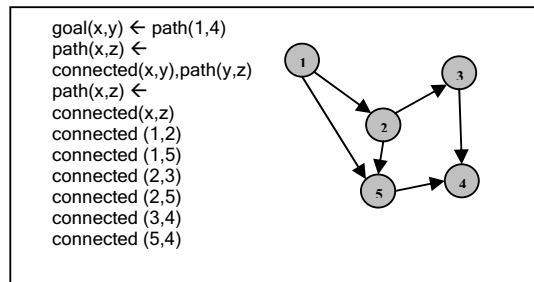 goal(x,y) ← path(1,4)
path(x,z) ←
connected(x,y),path(y,z)
path(x,z) ←
connected(x,z)
connected (1,2)
connected (1,5)
connected (2,3)
connected (2,5)
connected (3,4)
connected (5,4)
1
3
2
5
4